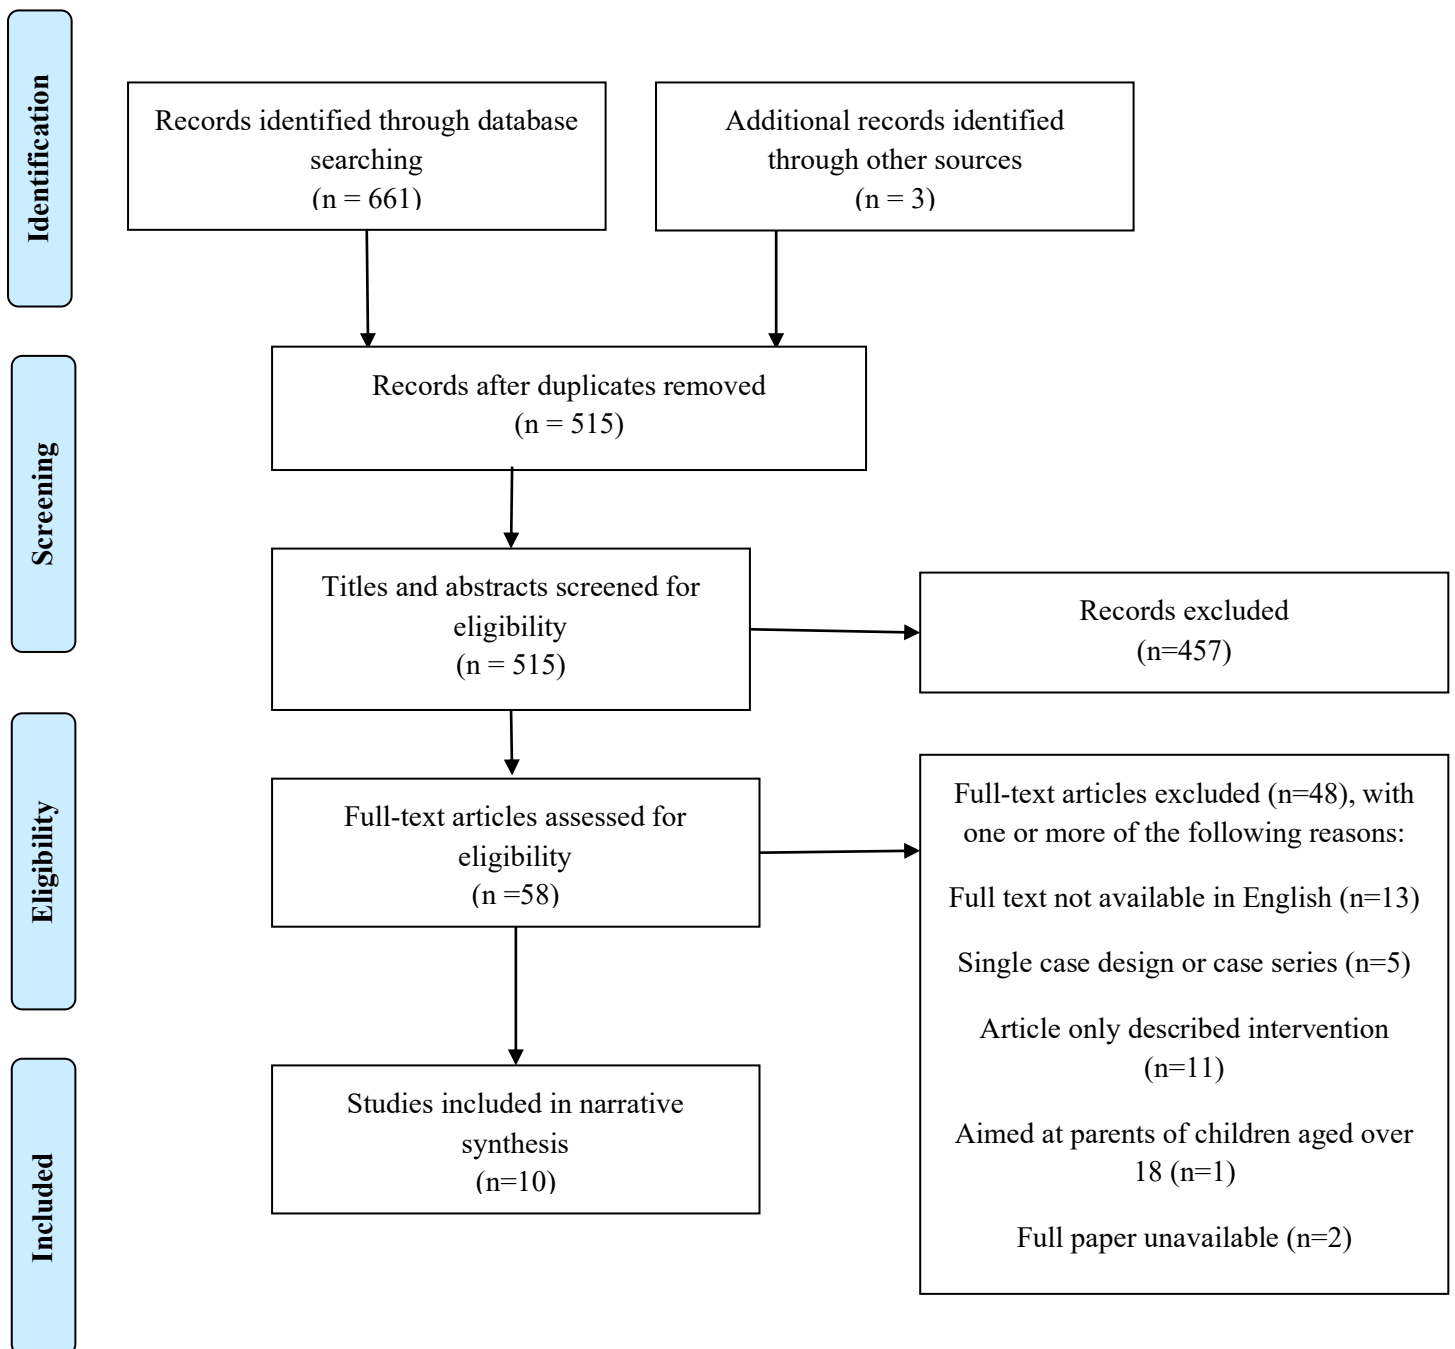 Identification
Records identified through database
searching
(n = 661)
Additional records identified
through other sources
(n = 3)
Screening
Records after duplicates removed
(n = 515)
Titles and abstracts screened for
eligibility
(n = 515)
Records excluded
(n=457)
Eligibility
Full-text articles assessed for
eligibility
(n =58)
Full-text articles excluded (n=48), with
one or more of the following reasons:
Full text not available in English (n=13)
Single case design or case series (n=5)
Article only described intervention
(n=11)
Aimed at parents of children aged over
18 (n=1)
Full paper unavailable (n=2)
Included
Studies included in narrative
synthesis
(n=10)